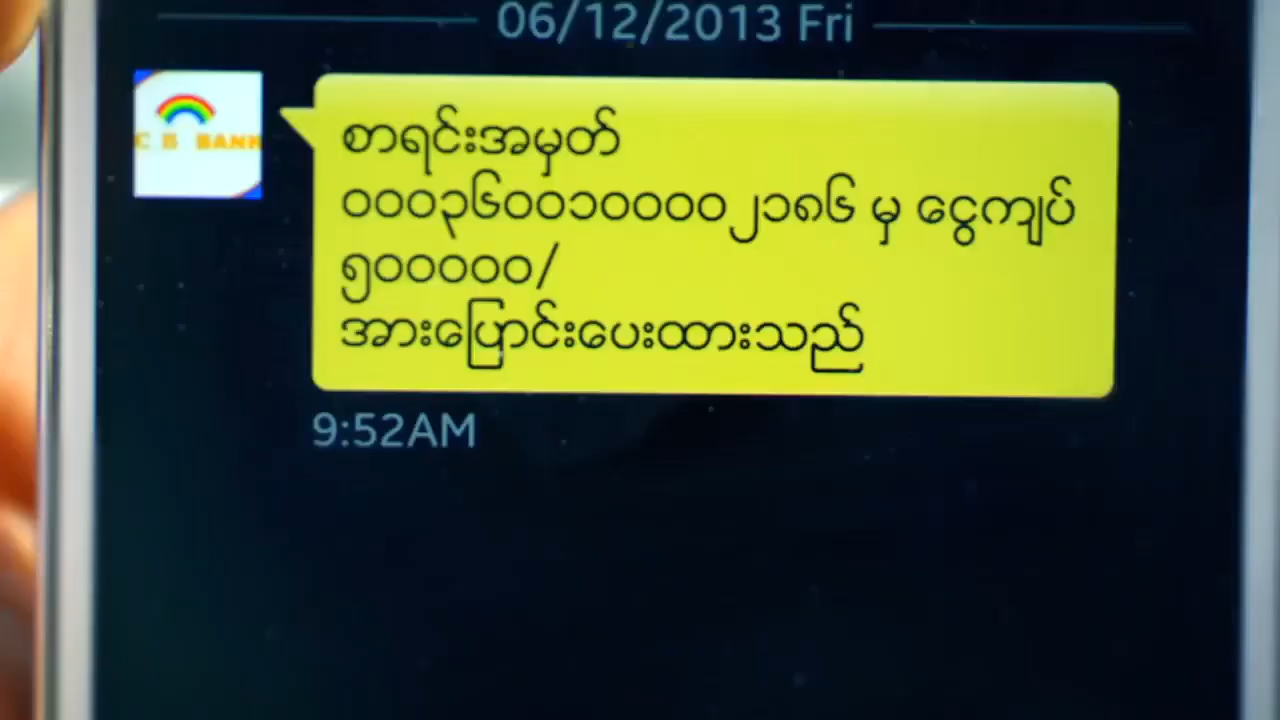 06/12/2013 Fri
C B BANK
စာရင်းအမှတ်
၀၀၀၃၆၀၀၁၀၀၀၀၂၁၈၆ မှ ငွေကျပ်
၅၀၀၀၀၀/
အားပြောင်းပေးထားသည်
9:52AM